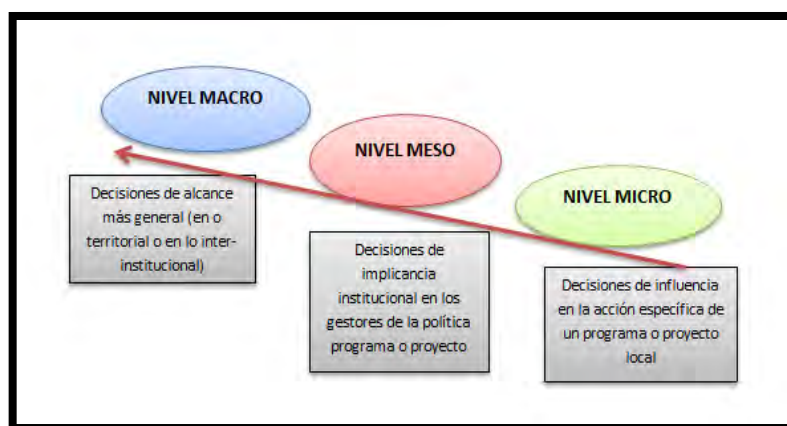 NIVEL MACRO
Decisiones de alcance
más general (en o
territorial o en lo inter-
institucional)
NIVEL MESO
Decisiones de
implicancia
institucional en los
gestores de la política
programa o proyecto
NIVEL MICRO
Decisiones de influencia
en la acción específica de
un programa o proyecto
local